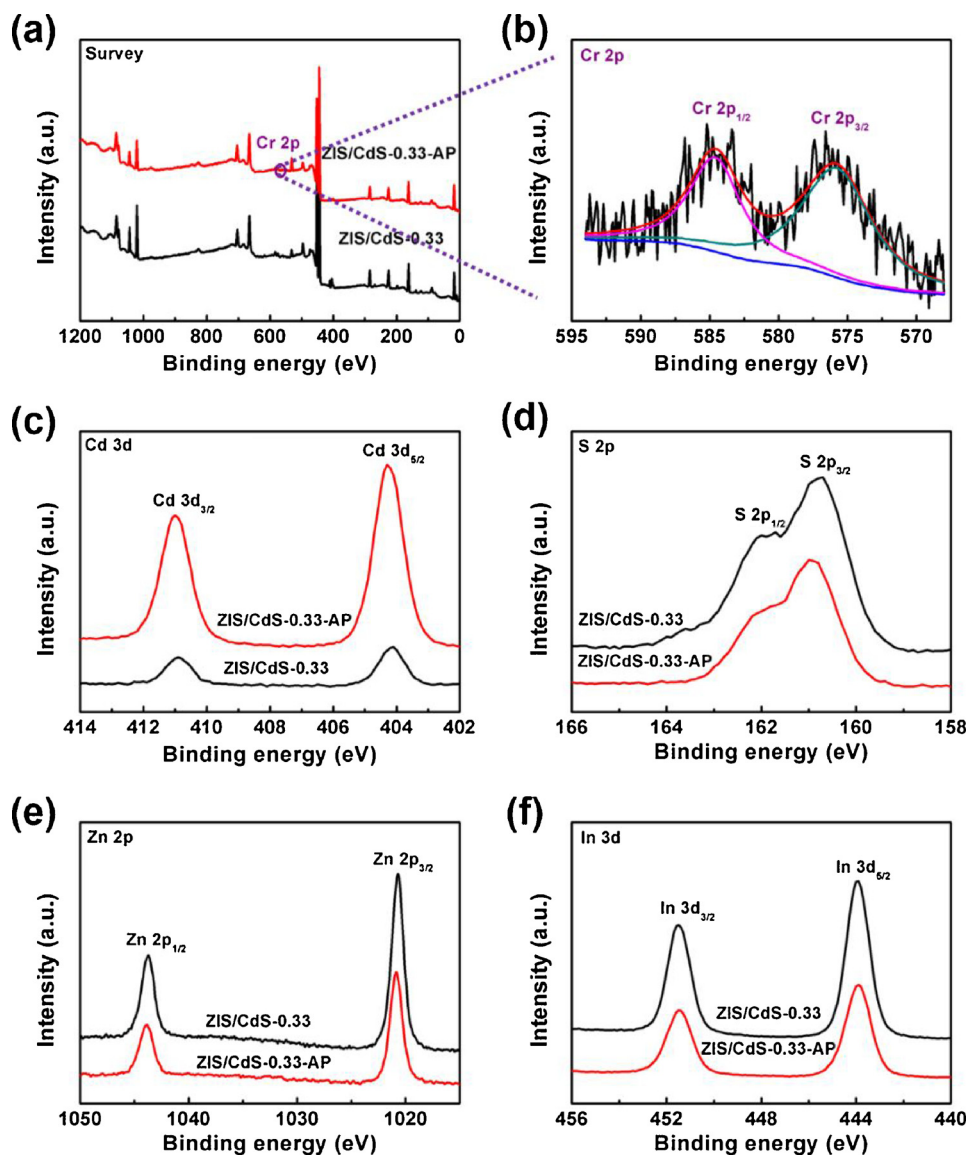 (a)
Survey
Cr 2p
ZIS/CdS-0.33-AP
ZIS/CdS-0.33
Intensity (a.u.)
1200 1000 800 600 400 200 0
Binding energy (eV)
(b)
Cr 2p
Cr 2p1/2
Cr 2p3/2
Intensity (a.u.)
595 590 585 580 575 570
Binding energy (eV)
(c)
Cd 3d
Cd 3d5/2
Cd 3d3/2
ZIS/CdS-0.33-AP
ZIS/CdS-0.33
Intensity (a.u.)
414 412 410 408 406 404 402
Binding energy (eV)
(d)
S 2p
S 2p3/2
S 2p1/2
ZIS/CdS-0.33
ZIS/CdS-0.33-AP
Intensity (a.u.)
166 164 162 160 158
Binding energy (eV)
(e)
Zn 2p
Zn 2p3/2
Zn 2p1/2
ZIS/CdS-0.33
ZIS/CdS-0.33-AP
Intensity (a.u.)
1050 1040 1030 1020
Binding energy (eV)
(f)
In 3d
In 3d5/2
In 3d3/2
ZIS/CdS-0.33
ZIS/CdS-0.33-AP
Intensity (a.u.)
456 452 448 444 440
Binding energy (eV)